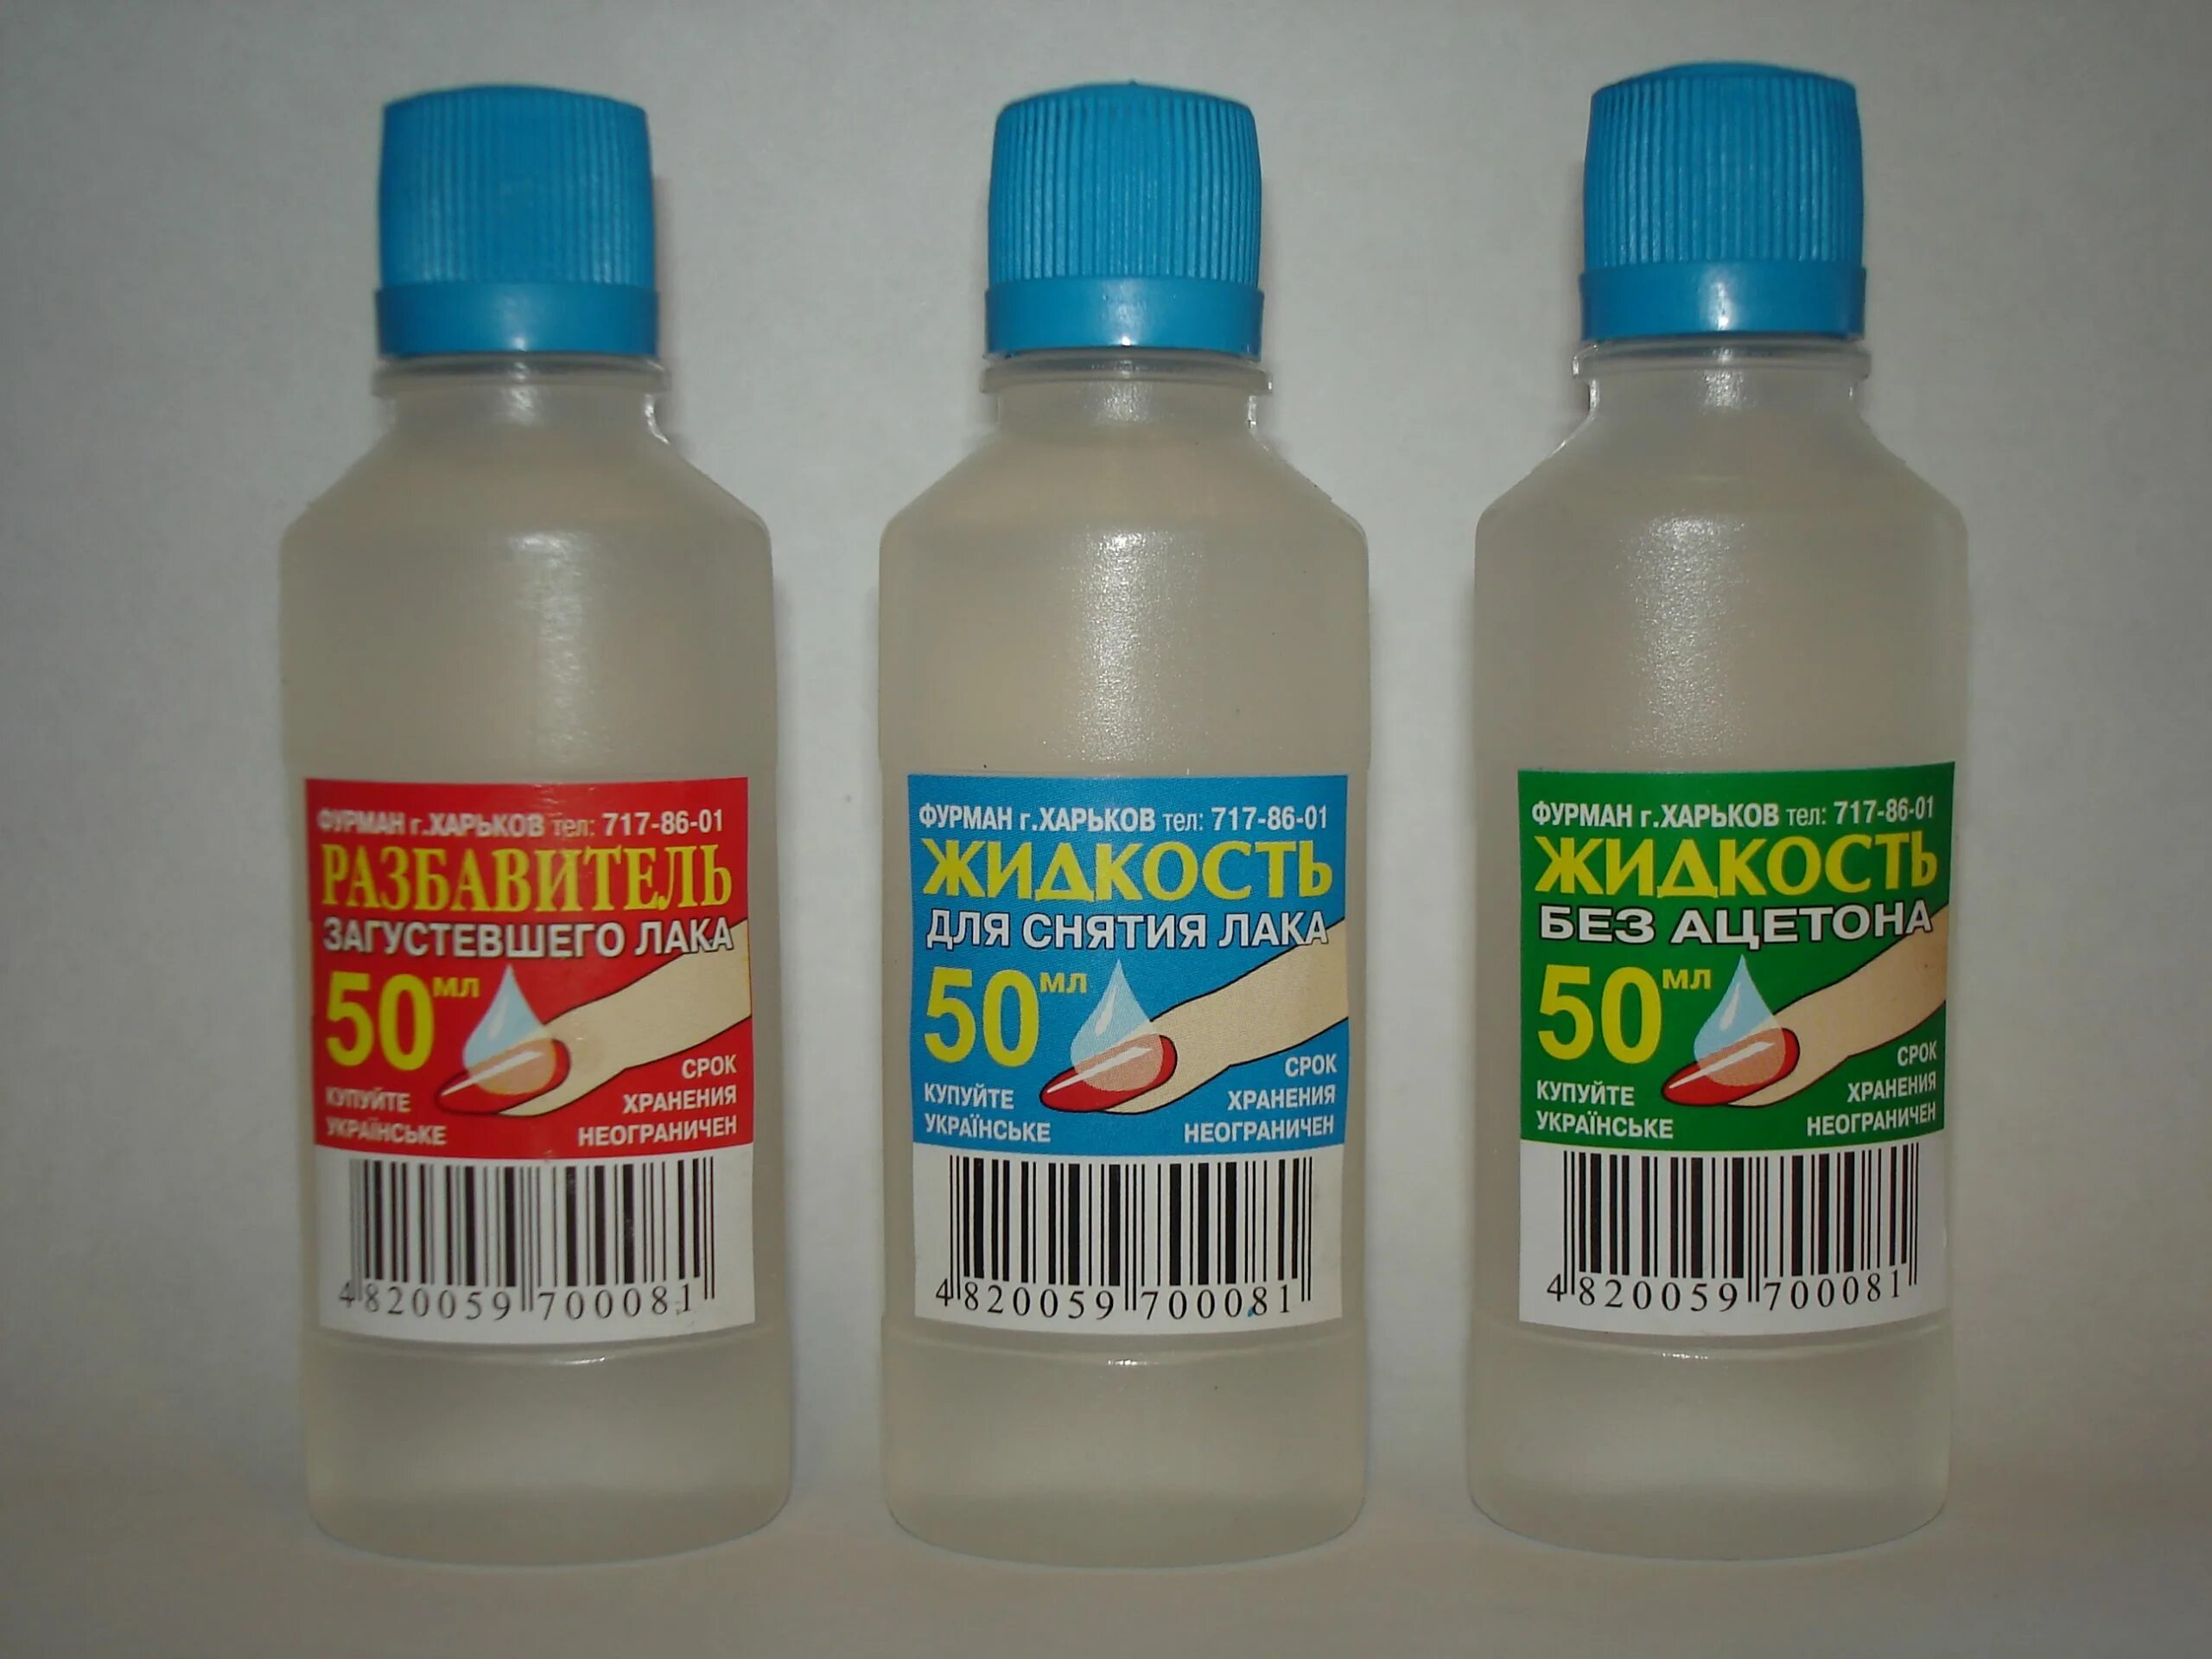 ФУРМАН г.ХАРЬКОВ тел: 717-86-01
РАЗБАВИТЕЛЬ
ЗАГУСТЕВШЕГО ЛАКА
50 мл
КУПУЙТЕ
УКРАЇНСЬКЕ
СРОК
ХРАНЕНИЯ
НЕОГРАНИЧЕН
4 820059 700081
ФУРМАН г.ХАРЬКОВ тел: 717-86-01
ЖИДКОСТЬ
ДЛЯ СНЯТИЯ ЛАКА
50 мл
КУПУЙТЕ
УКРАЇНСЬКЕ
СРОК
ХРАНЕНИЯ
НЕОГРАНИЧЕН
4 820059 700081
ФУРМАН г.ХАРЬКОВ тел: 717-86-01
ЖИДКОСТЬ
БЕЗ АЦЕТОНА
50 мл
КУПУЙТЕ
УКРАЇНСЬКЕ
СРОК
ХРАНЕНИЯ
НЕОГРАНИЧЕН
4 820059 700081